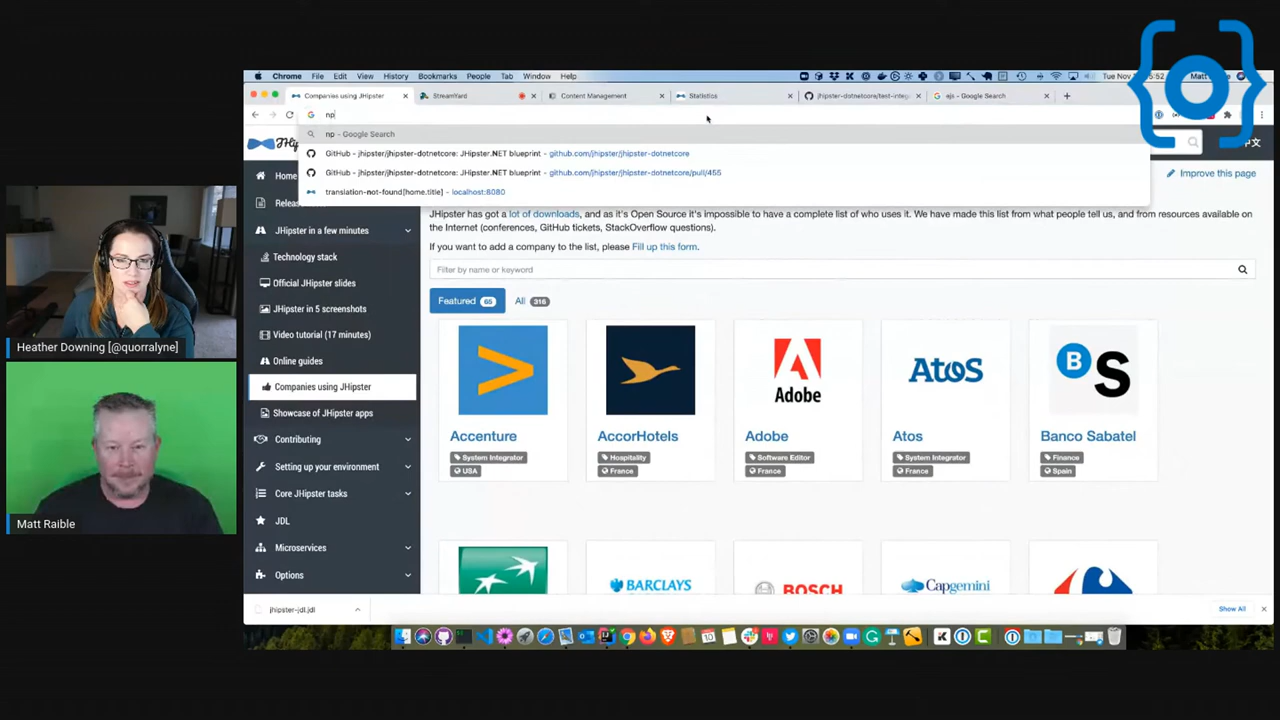 Chrome File Edit View History Bookmarks People Tab Window Help
Companies using JHipster
StreamYard
Content Management
Statistics
jhipster-dotnetcore/test-integ
ejs - Google Search
np
np - Google Search
GitHub - jhipster/jhipster-dotnetcore: JHipster.NET blueprint - github.com/jhipster/jhipster-dotnetcore
GitHub - jhipster/jhipster-dotnetcore: JHipster.NET blueprint - github.com/jhipster/jhipster-dotnetcore/pull/455
translation-not-found[home.title] - localhost:8080
Improve this page
JHipster has got a lot of downloads, and as it's Open Source it's impossible to have a complete list of who uses it. We have made this list from what people tell us, and from resources available on
the Internet (conferences, GitHub tickets, StackOverflow questions).
If you want to add a company to the list, please Fill up this form.
Filter by name or keyword
Featured 65
All 316
Home
JHipster in a few minutes
Technology stack
Official JHipster slides
JHipster in 5 screenshots
Video tutorial (17 minutes)
Online guides
Companies using JHipster
Showcase of JHipster apps
Contributing
Setting up your environment
Core JHipster tasks
JDL
Microservices
Options
Accenture
System Integrator
USA
AccorHotels
Hospitality
France
Adobe
Adobe
Software Editor
France
Atos
Atos
System Integrator
France
B S
Banco Sabatel
Finance
Spain
BARCLAYS
BOSCH
Capgemini
jhipster-jdl.jdl
Show All
Heather Downing [@quorralyne]
Matt Raible